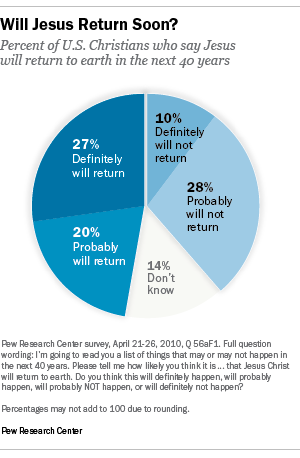 Will Jesus Return Soon?
Percent of U.S. Christians who say Jesus
will return to earth in the next 40 years
10%
Definitely
will not
return
27%
Definitely
will return
28%
Probably
will not
return
20%
Probably
will return
14%
Don't
know
Pew Research Center survey, April 21-26, 2010, Q 56aF1. Full question
wording: I'm going to read you a list of things that may or may not happen in
the next 40 years. Please tell me how likely you think it is ... that Jesus Christ
will return to earth. Do you think this will definitely happen, will probably
happen, will probably NOT happen, or will definitely not happen?
Percentages may not add to 100 due to rounding.
Pew Research Center